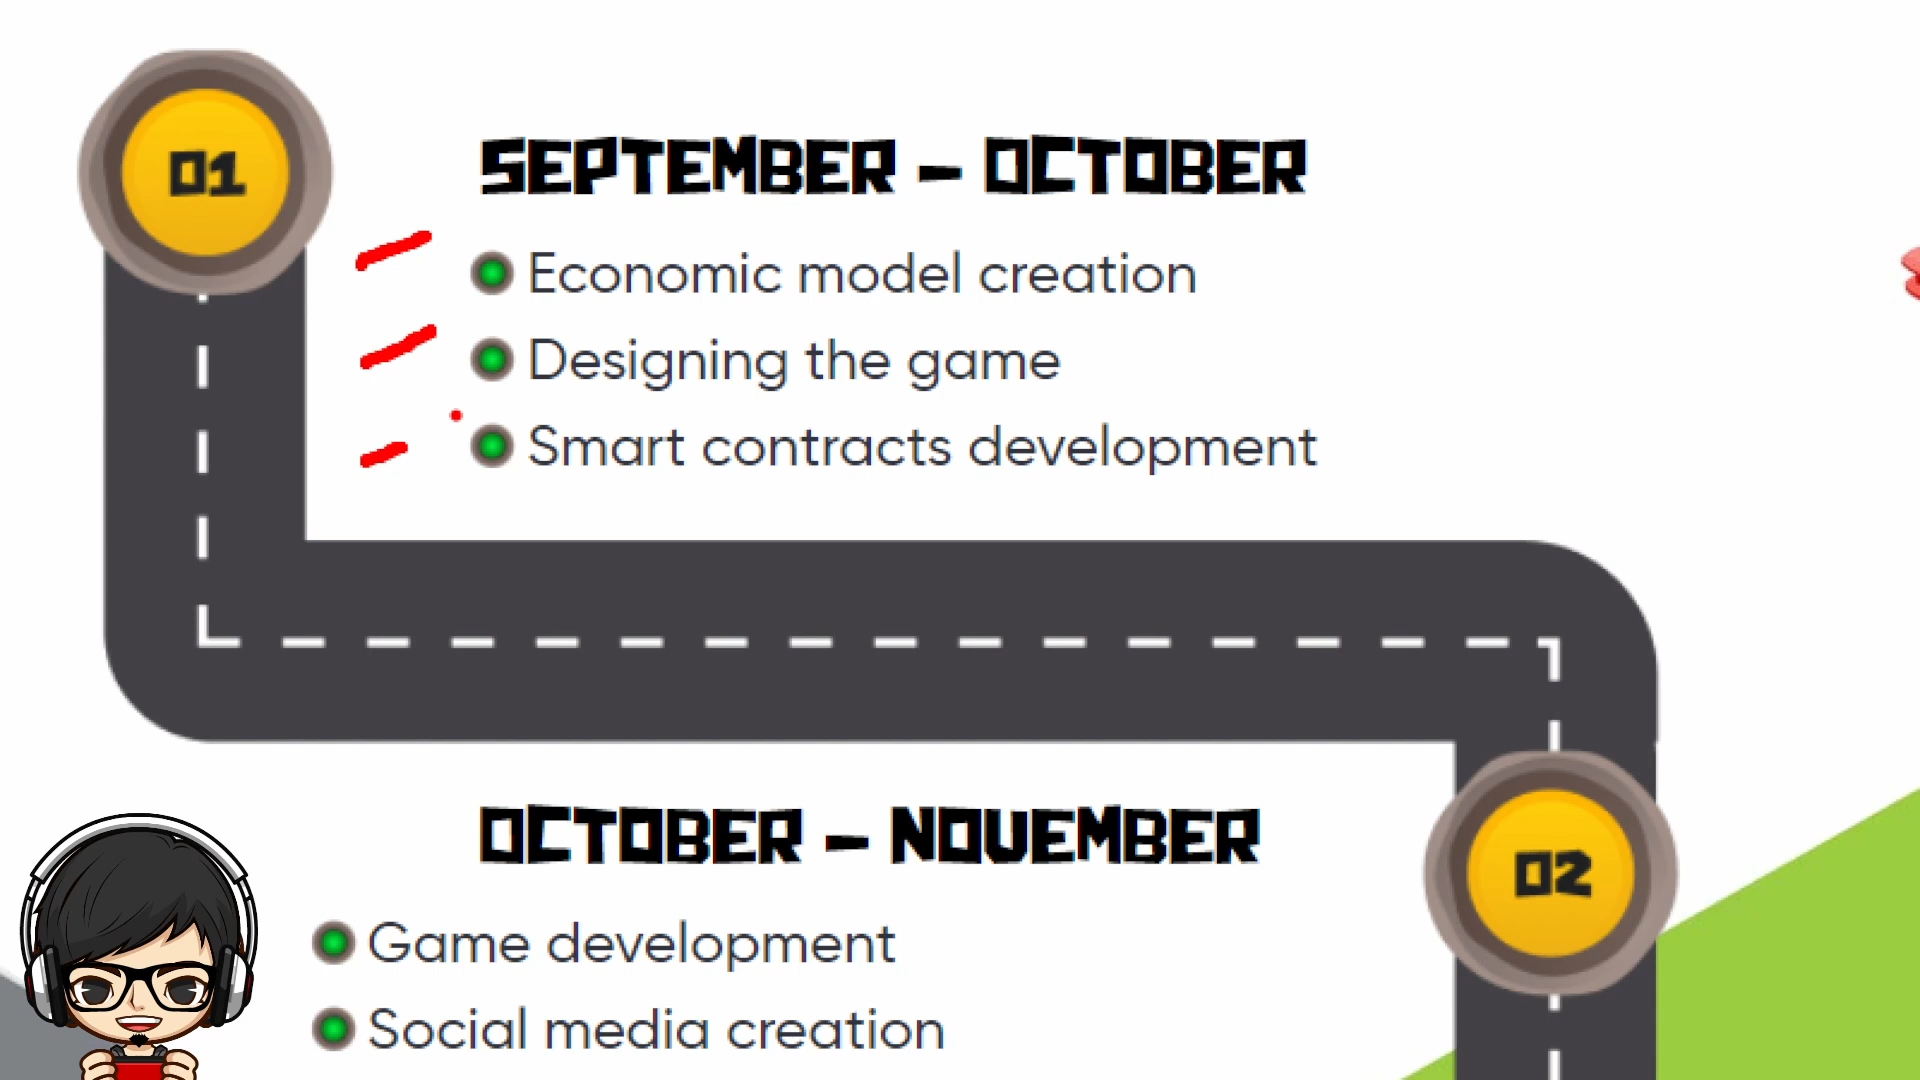 01
SEPTEMBER – OCTOBER
Economic model creation
Designing the game
Smart contracts development
OCTOBER – NOVEMBER
02
Game development
Social media creation